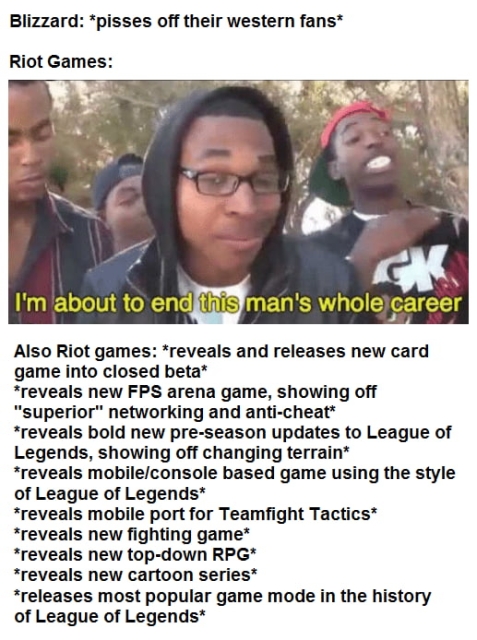 Blizzard: *pisses off their western fans*
Riot Games:
GK
I'm about to end this man's whole career
Also Riot games: *reveals and releases new card
game into closed beta*
*reveals new FPS arena game, showing off
"superior" networking and anti-cheat*
*reveals bold new pre-season updates to League of
Legends, showing off changing terrain*
*reveals mobile/console based game using the style
of League of Legends*
*reveals mobile port for Teamfight Tactics*
*reveals new fighting game*
*reveals new top-down RPG*
*reveals new cartoon series*
*releases most popular game mode in the history
of League of Legends*